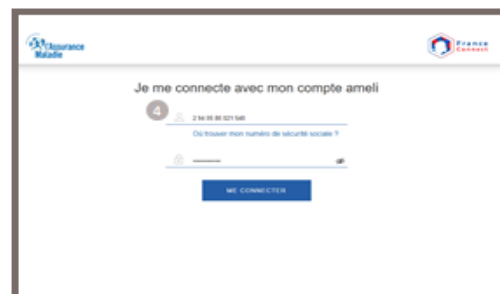 l'Assurance
Maladie
France
Connect
Je me connecte avec mon compte ameli
4
Où trouver mon numéro de sécurité sociale ?
ME CONNECTER